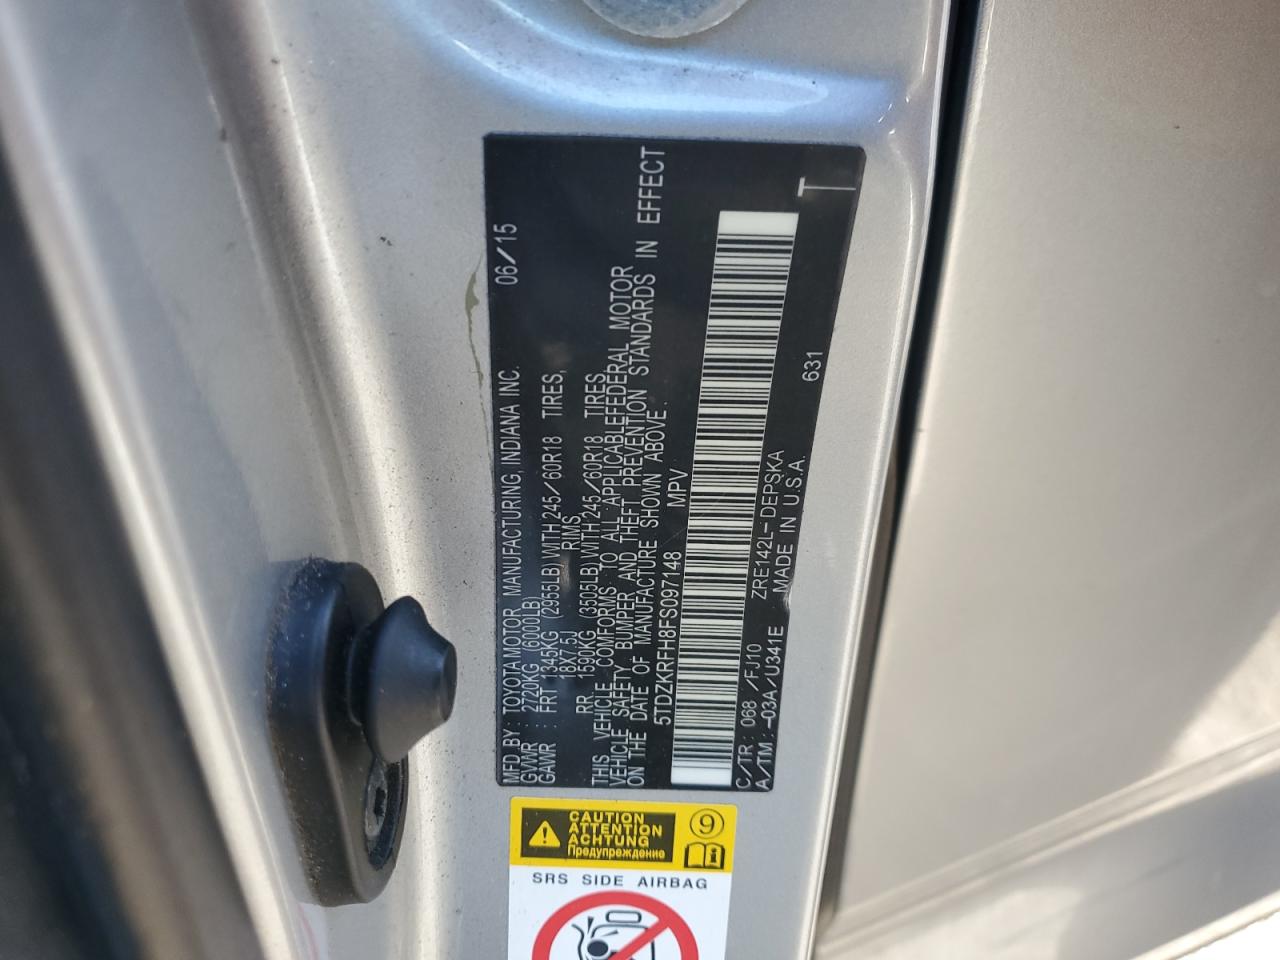 MFD. BY: TOYOTA MOTOR MANUFACTURING, INDIANA INC. 06/15
GVWR : 2720KG (6000LB)
GAWR : FRT 1345KG (2955LB) WITH 245/60R18 TIRES,
18X7.5J RIMS
RR. 1590KG (3505LB) WITH 245/60R18 TIRES,
THIS VEHICLE COMFORMS TO ALL APPLICABLEFEDERAL MOTOR
VEHICLE SAFETY, BUMPER AND THEFT PREVENTION STANDARDS IN EFFECT
ON THE DATE OF MANUFACTURE SHOWN ABOVE.
5TDZKRFH8FS097148 MPV
C/TR: 068 /FJ10 ZRE142L-DEPSKA
A/TM: -03A/U341E MADE IN U.S.A. 631
CAUTION
ATTENTION
ACHTUNG
Предупреждение
9
SRS SIDE AIRBAG